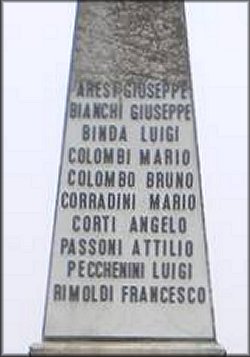 ARESI GIUSEPPE
BIANCHI GIUSEPPE
BINDA LUIGI
COLOMBI MARIO
COLOMBO BRUNO
CORRADINI MARIO
CORTI ANGELO
PASSONI ATTILIO
PECCHENINI LUIGI
RIMOLDI FRANCESCO